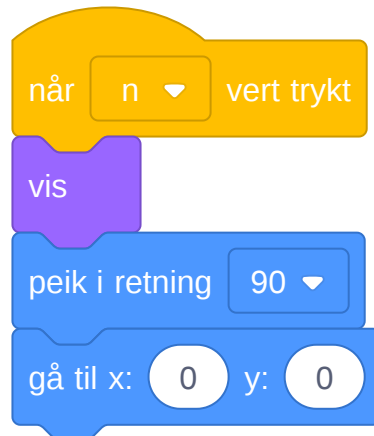 når n vert trykt
vis
peik i retning 90
gå til x: 0 y: 0